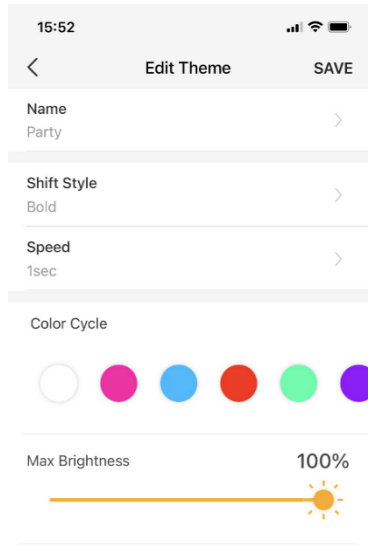 15:52
Edit Theme SAVE
Name
Party
Shift Style
Bold
Speed
1sec
Color Cycle
Max Brightness 100%